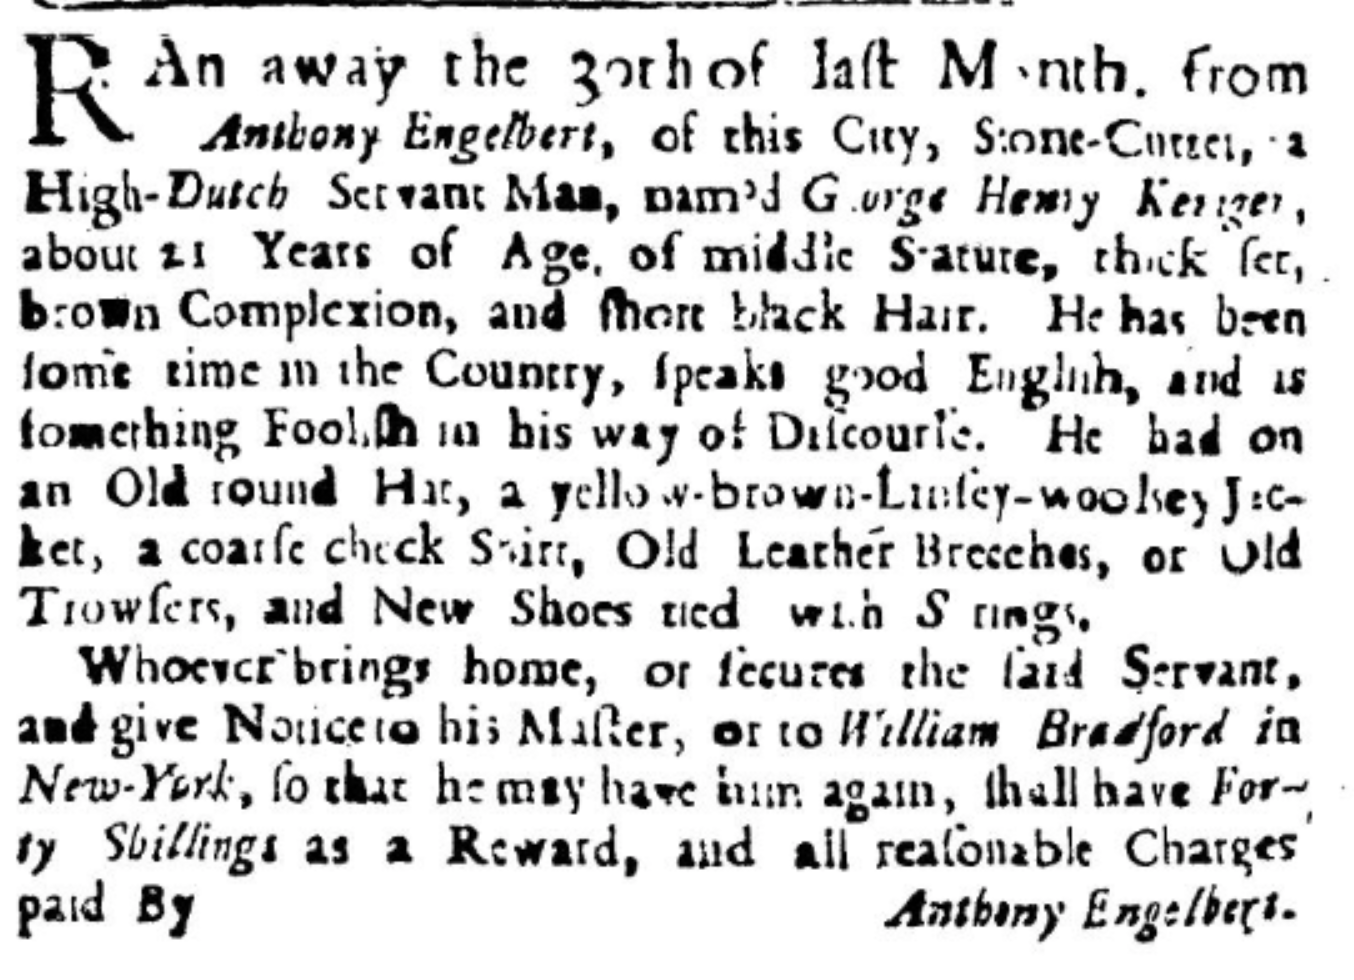 RAn away the 30th of laſt Month, from
Anthony Engelbert, of this City, Stone-Cutter, a
High-Dutch Servant Man, nam'd George Henry
about 21 Years of Age, of middle Stature, thick ſet,
brown Complexion, and ſhort black Hair. He has been
ſome time in the Country, ſpeaks good Engliſh, and is
ſomething Fooliſh in his way of Diſcourſe. He had on
an Old round Hat, a yellow-brown-Linſey-woolſey Jac-
ket, a coarſe check Shirt, Old Leather Breeches, or Old
Trowſers, and New Shoes tied with Strings.
Whoever brings home, or ſecures the ſaid Servant,
and give Notice to his Maſter, or to William Bradford in
New-York, ſo that he may have him again, ſhall have For-
ty Shillings as a Reward, and all reaſonable Charges
paid By Anthony Engelbert.